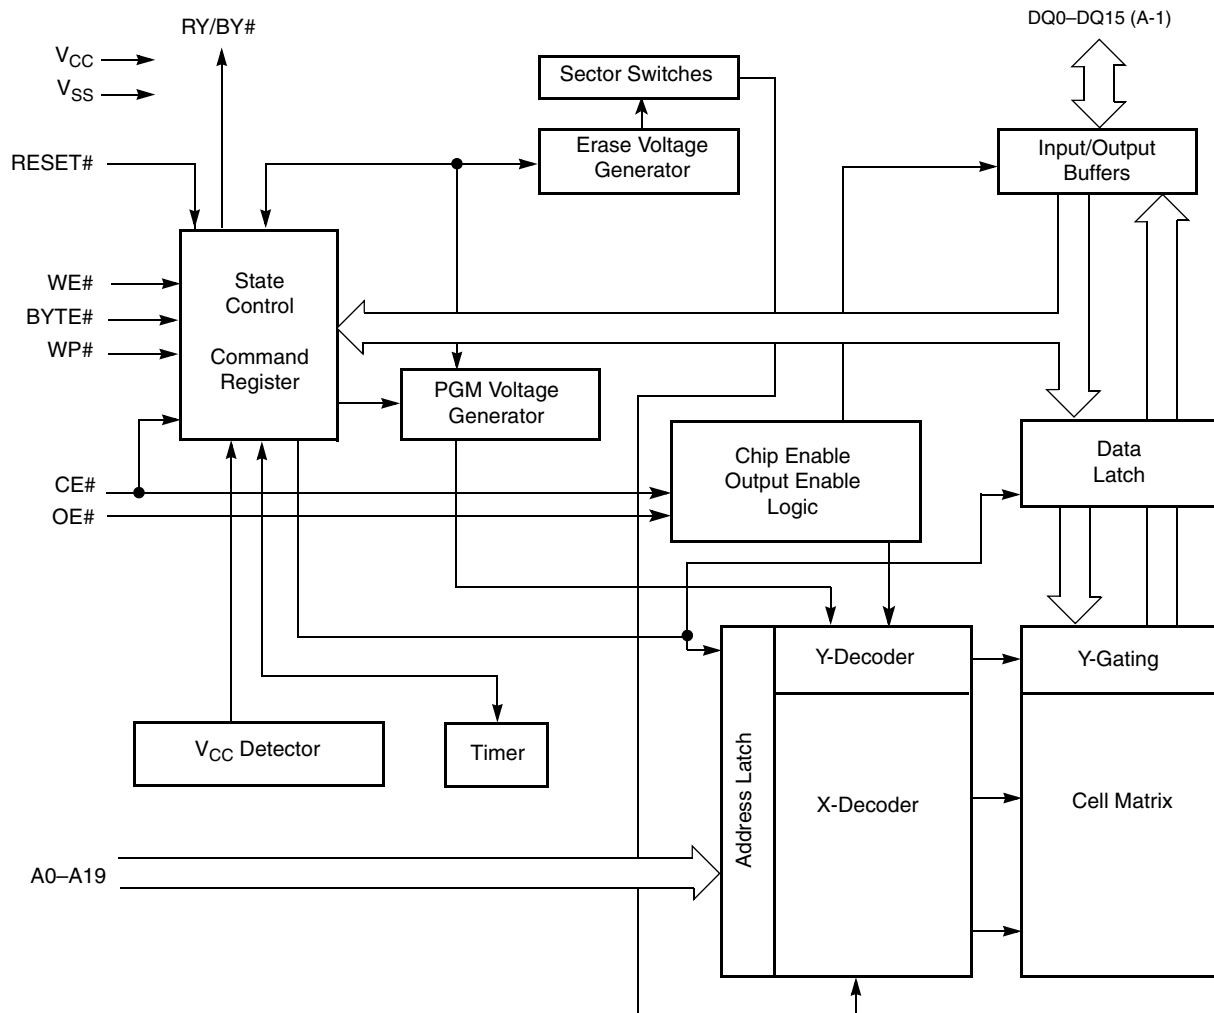 DQ0–DQ15 (A-1)
RY/BY#
VCC
VSS
Sector Switches
RESET#
Erase Voltage
Generator
Input/Output
Buffers
WE#
BYTE#
WP#
State
Control
Command
Register
PGM Voltage
Generator
CE#
OE#
Chip Enable
Output Enable
Logic
Data
Latch
Y-Decoder
Y-Gating
VCC Detector
Timer
Address Latch
X-Decoder
Cell Matrix
A0–A19